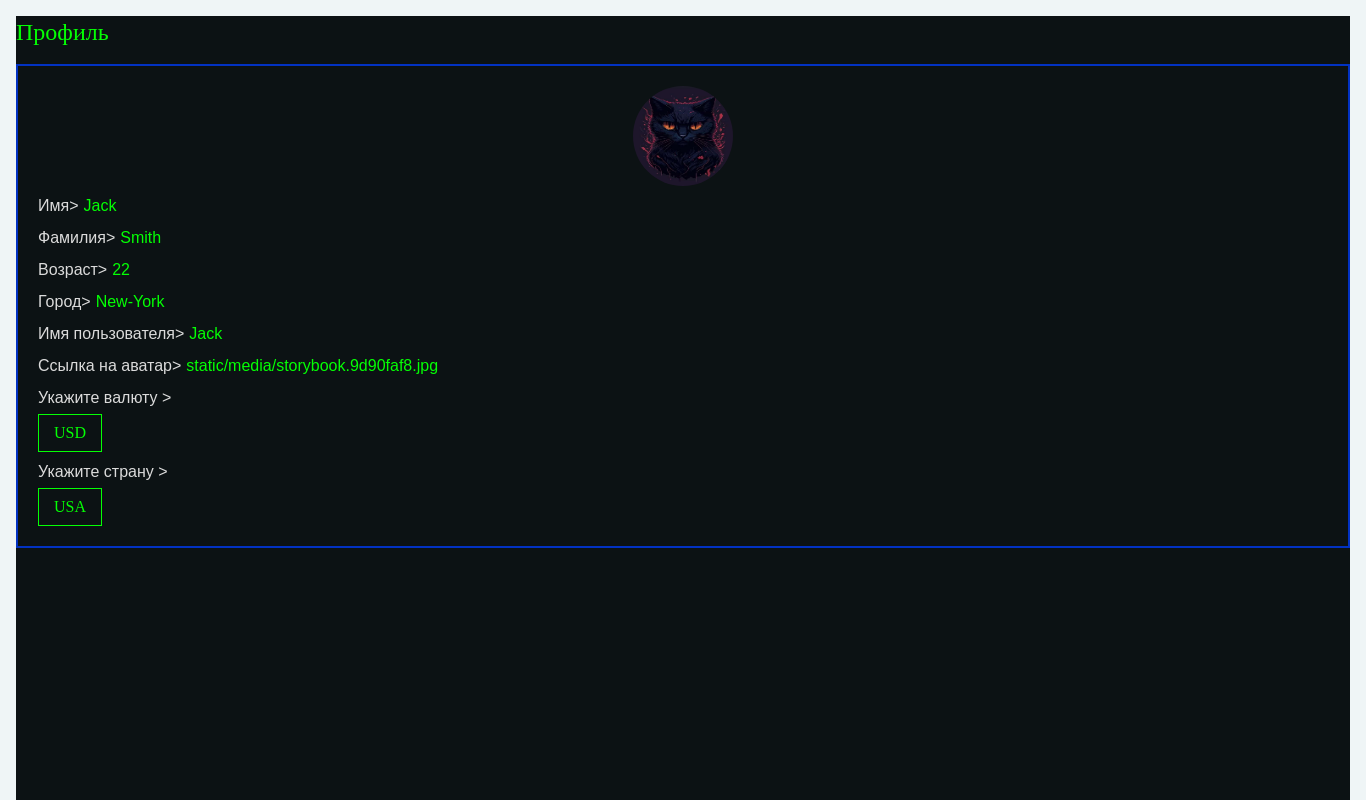 Профиль
Имя> Jack
Фамилия> Smith
Возраст> 22
Город> New-York
Имя пользователя> Jack
Ссылка на аватар> static/media/storybook.9d90faf8.jpg
Укажите валюту >
USD
Укажите страну >
USA